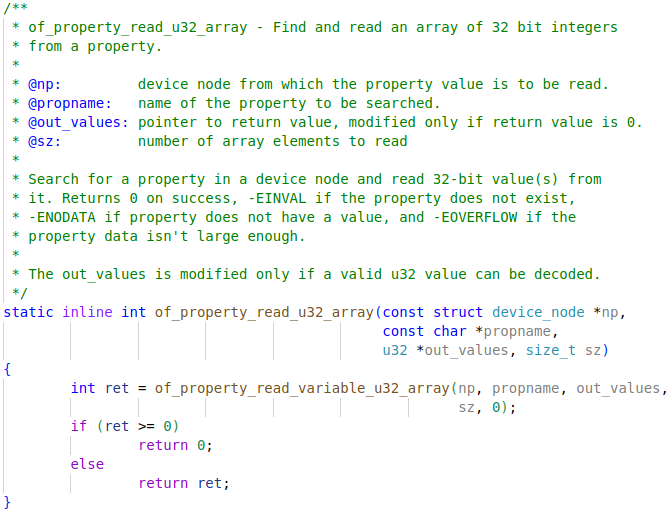 /**
 * of_property_read_u32_array - Find and read an array of 32 bit integers
 * from a property.
 *
 * @np:         device node from which the property value is to be read.
 * @propname:   name of the property to be searched.
 * @out_values: pointer to return value, modified only if return value is 0.
 * @sz:         number of array elements to read
 *
 * Search for a property in a device node and read 32-bit value(s) from
 * it. Returns 0 on success, -EINVAL if the property does not exist,
 * -ENODATA if property does not have a value, and -EOVERFLOW if the
 * property data isn't large enough.
 *
 * The out_values is modified only if a valid u32 value can be decoded.
 */
static inline int of_property_read_u32_array(const struct device_node *np,
                                             const char *propname,
                                             u32 *out_values, size_t sz)
{
        int ret = of_property_read_variable_u32_array(np, propname, out_values,
                                                      sz, 0);
        if (ret >= 0)
                return 0;
        else
                return ret;
}